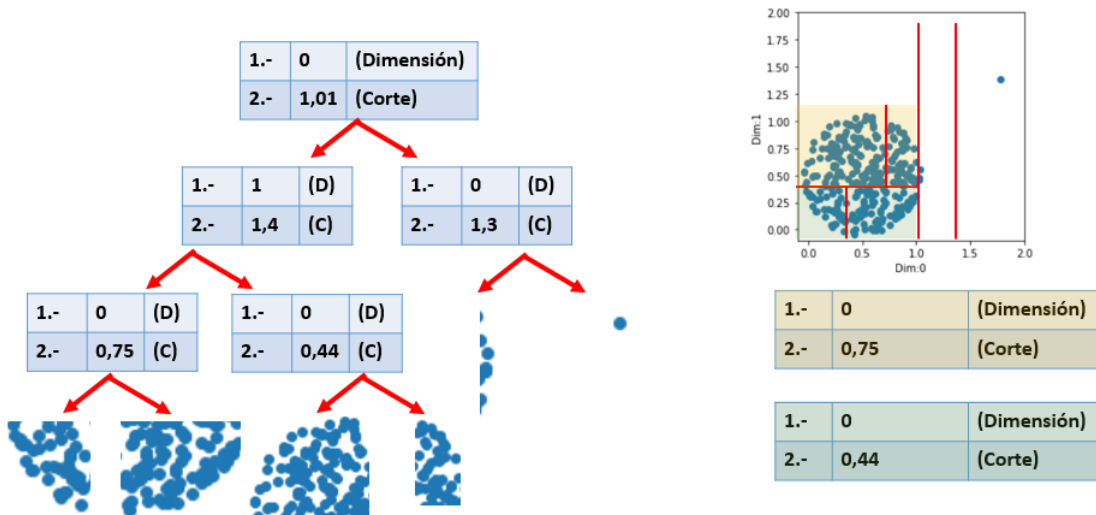 1.- 0 (Dimensión)
2.- 1,01 (Corte)
1.- 1 (D)
2.- 1,4 (C)
1.- 0 (D)
2.- 1,3 (C)
1.- 0 (D)
2.- 0,75 (C)
1.- 0 (D)
2.- 0,44 (C)
2.00
1.75
1.50
1.25
1.00
0.75
0.50
0.25
0.00
Dim:1
0.0 0.5 1.0 1.5 2.0
Dim:0
1.- 0 (Dimensión)
2.- 0,75 (Corte)
1.- 0 (Dimensión)
2.- 0,44 (Corte)